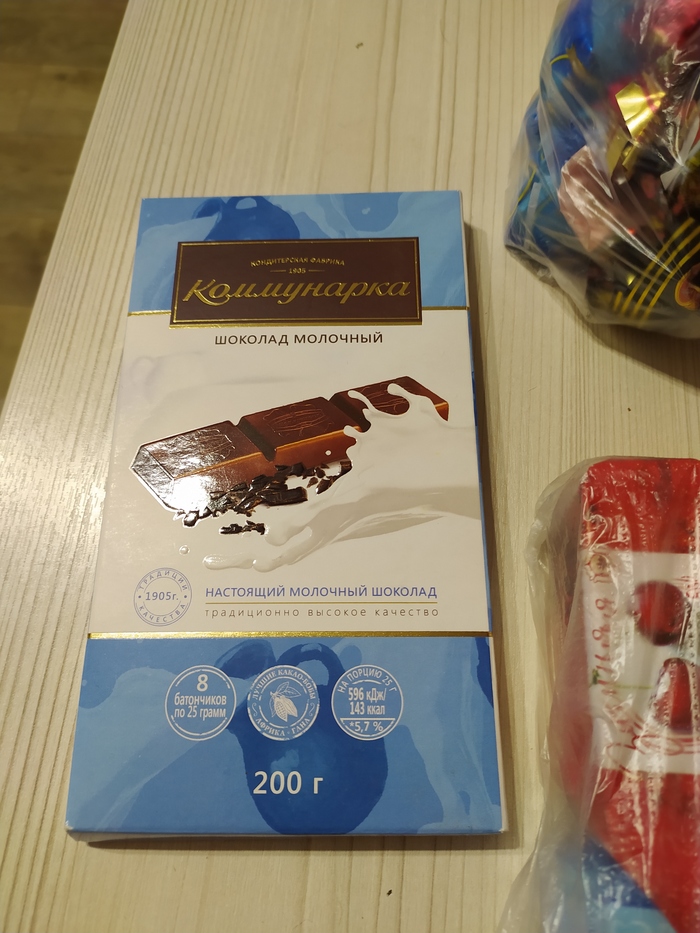 КОНДИТЕРСКАЯ ФАБРИКА
1905
Коммунарка
ШОКОЛАД МОЛОЧНЫЙ
ТРАДИЦИИ
1905г.
КАЧЕСТВА
НАСТОЯЩИЙ МОЛОЧНЫЙ ШОКОЛАД
традиционно высокое качество
8
батончиков
по 25 грамм
ЛУЧШИЕ КАКАО-БОБЫ
АФРИКА - ГАНА
НА ПОРЦИЮ 25 Г
596 кДж/
143 ккал
*5,7 %
200 г